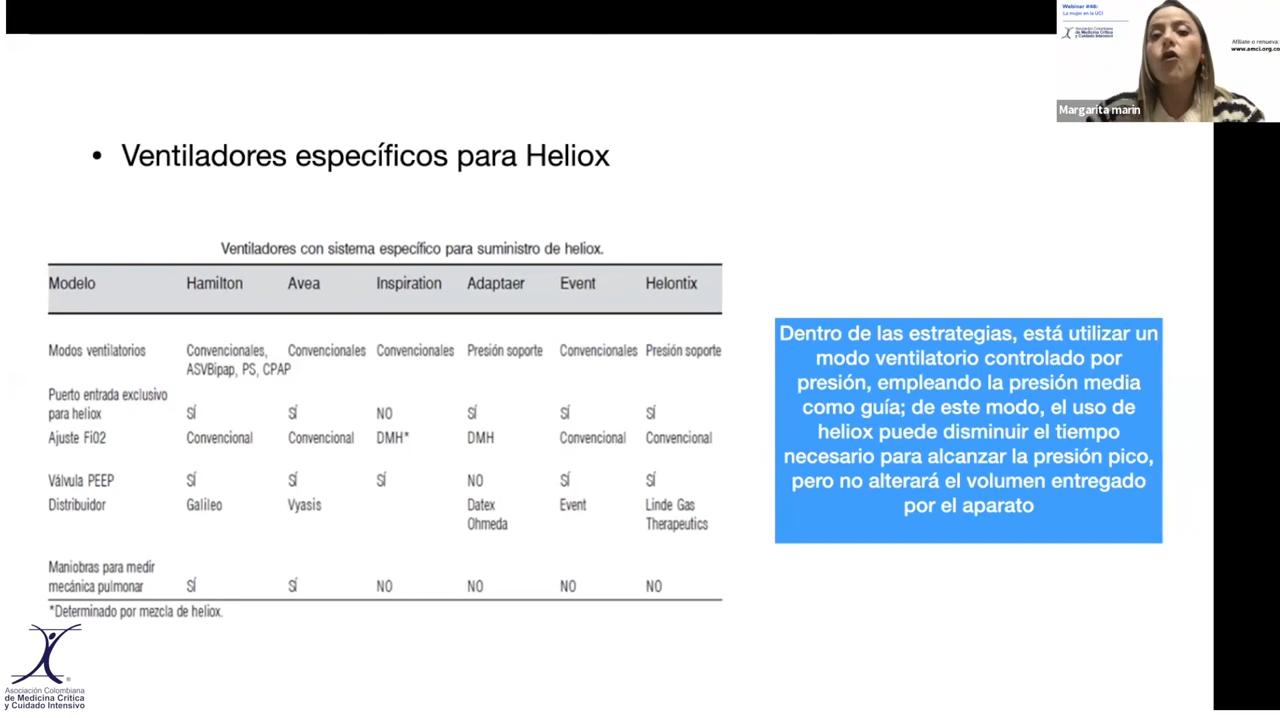 Webinar #48:
La mujer en la UCI
Asociación Colombiana
de Medicina Crítica
y Cuidado Intensivo
Afíliate o renueva:
www.amci.org.co
Margarita marin
• Ventiladores específicos para Heliox
Ventiladores con sistema específico para suministro de heliox.
Modelo Hamilton Avea Inspiration Adaptaer Event Helontix
Modos ventilatorios Convencionales, Convencionales Convencionales Presión soporte Convencionales Presión soporte
ASVBipap, PS, CPAP
Puerto entrada exclusivo
para heliox SÍ SÍ NO SÍ SÍ SÍ
Ajuste Fi02 Convencional Convencional DMH* DMH Convencional Convencional
Válvula PEEP SÍ SÍ SÍ NO SÍ SÍ
Distribuidor Galileo Vyasis Datex Event Linde Gas
Ohmeda Therapeutics
Maniobras para medir
mecánica pulmonar SÍ SÍ NO NO NO NO
*Determinado por mezcla de heliox.
Dentro de las estrategias, está utilizar un
modo ventilatorio controlado por
presión, empleando la presión media
como guía; de este modo, el uso de
heliox puede disminuir el tiempo
necesario para alcanzar la presión pico,
pero no alterará el volumen entregado
por el aparato
Asociación Colombiana
de Medicina Crítica
y Cuidado Intensivo